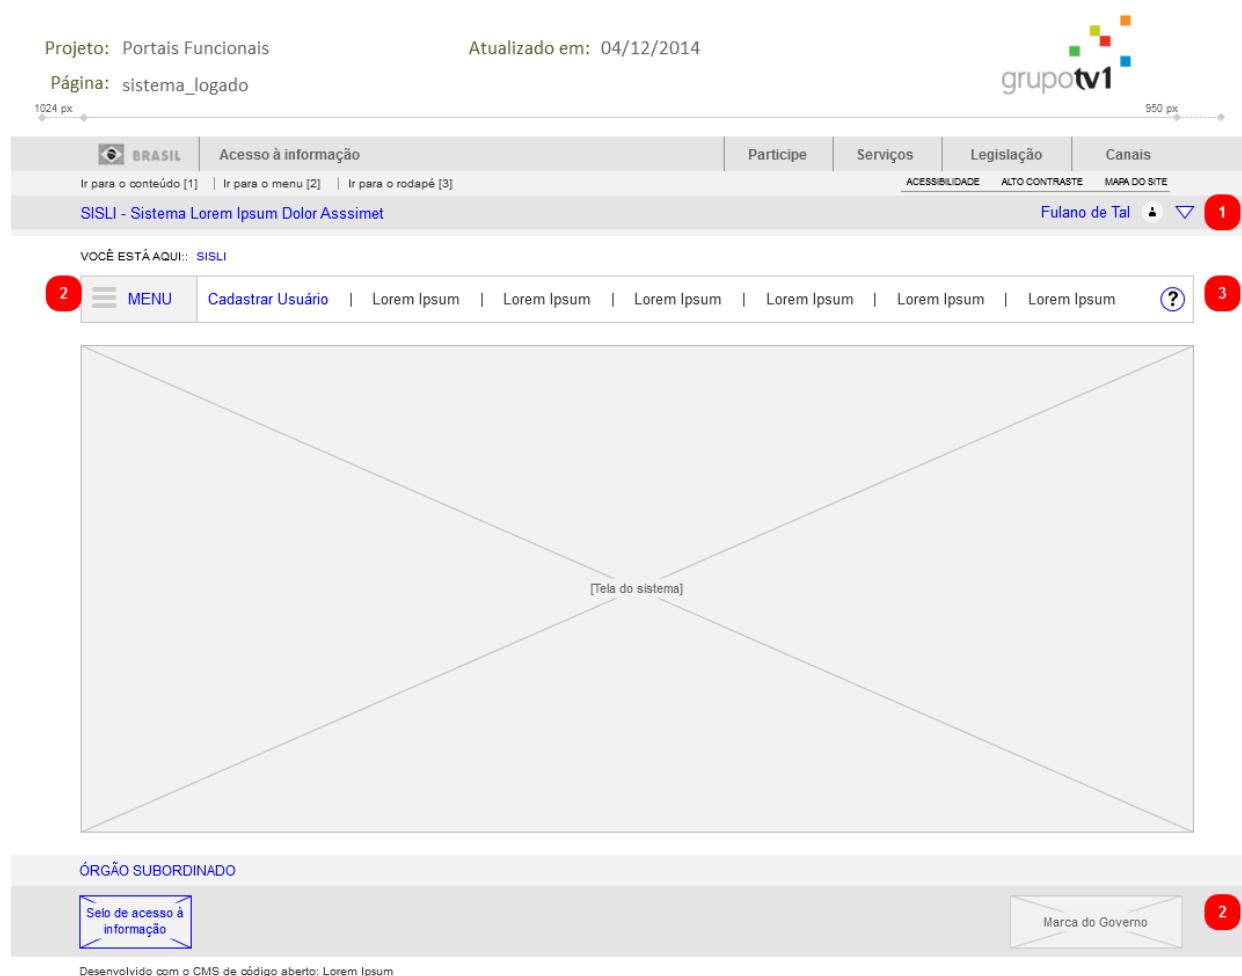 Projeto: Portais Funcionais Atualizado em: 04/12/2014
Página: sistema_logado grupotv1
1024 px 950 px
BRASIL Acesso à informação Participe Serviços Legislação Canais
Ir para o conteúdo [1] | Ir para o menu [2] | Ir para o rodapé [3] ACESSIBILIDADE ALTO CONTRASTE MAPA DO SITE
SISLI - Sistema Lorem Ipsum Dolor Asssimet Fulano de Tal 1
VOCÊ ESTÁ AQUI:: SISLI
2 MENU Cadastrar Usuário | Lorem Ipsum | Lorem Ipsum | Lorem Ipsum | Lorem Ipsum | Lorem Ipsum | Lorem Ipsum ? 3
[Tela do sistema]
ÓRGÃO SUBORDINADO
Selo de acesso à
informação
Marca do Governo 2
Desenvolvido com o CMS de código aberto: Lorem Ipsum